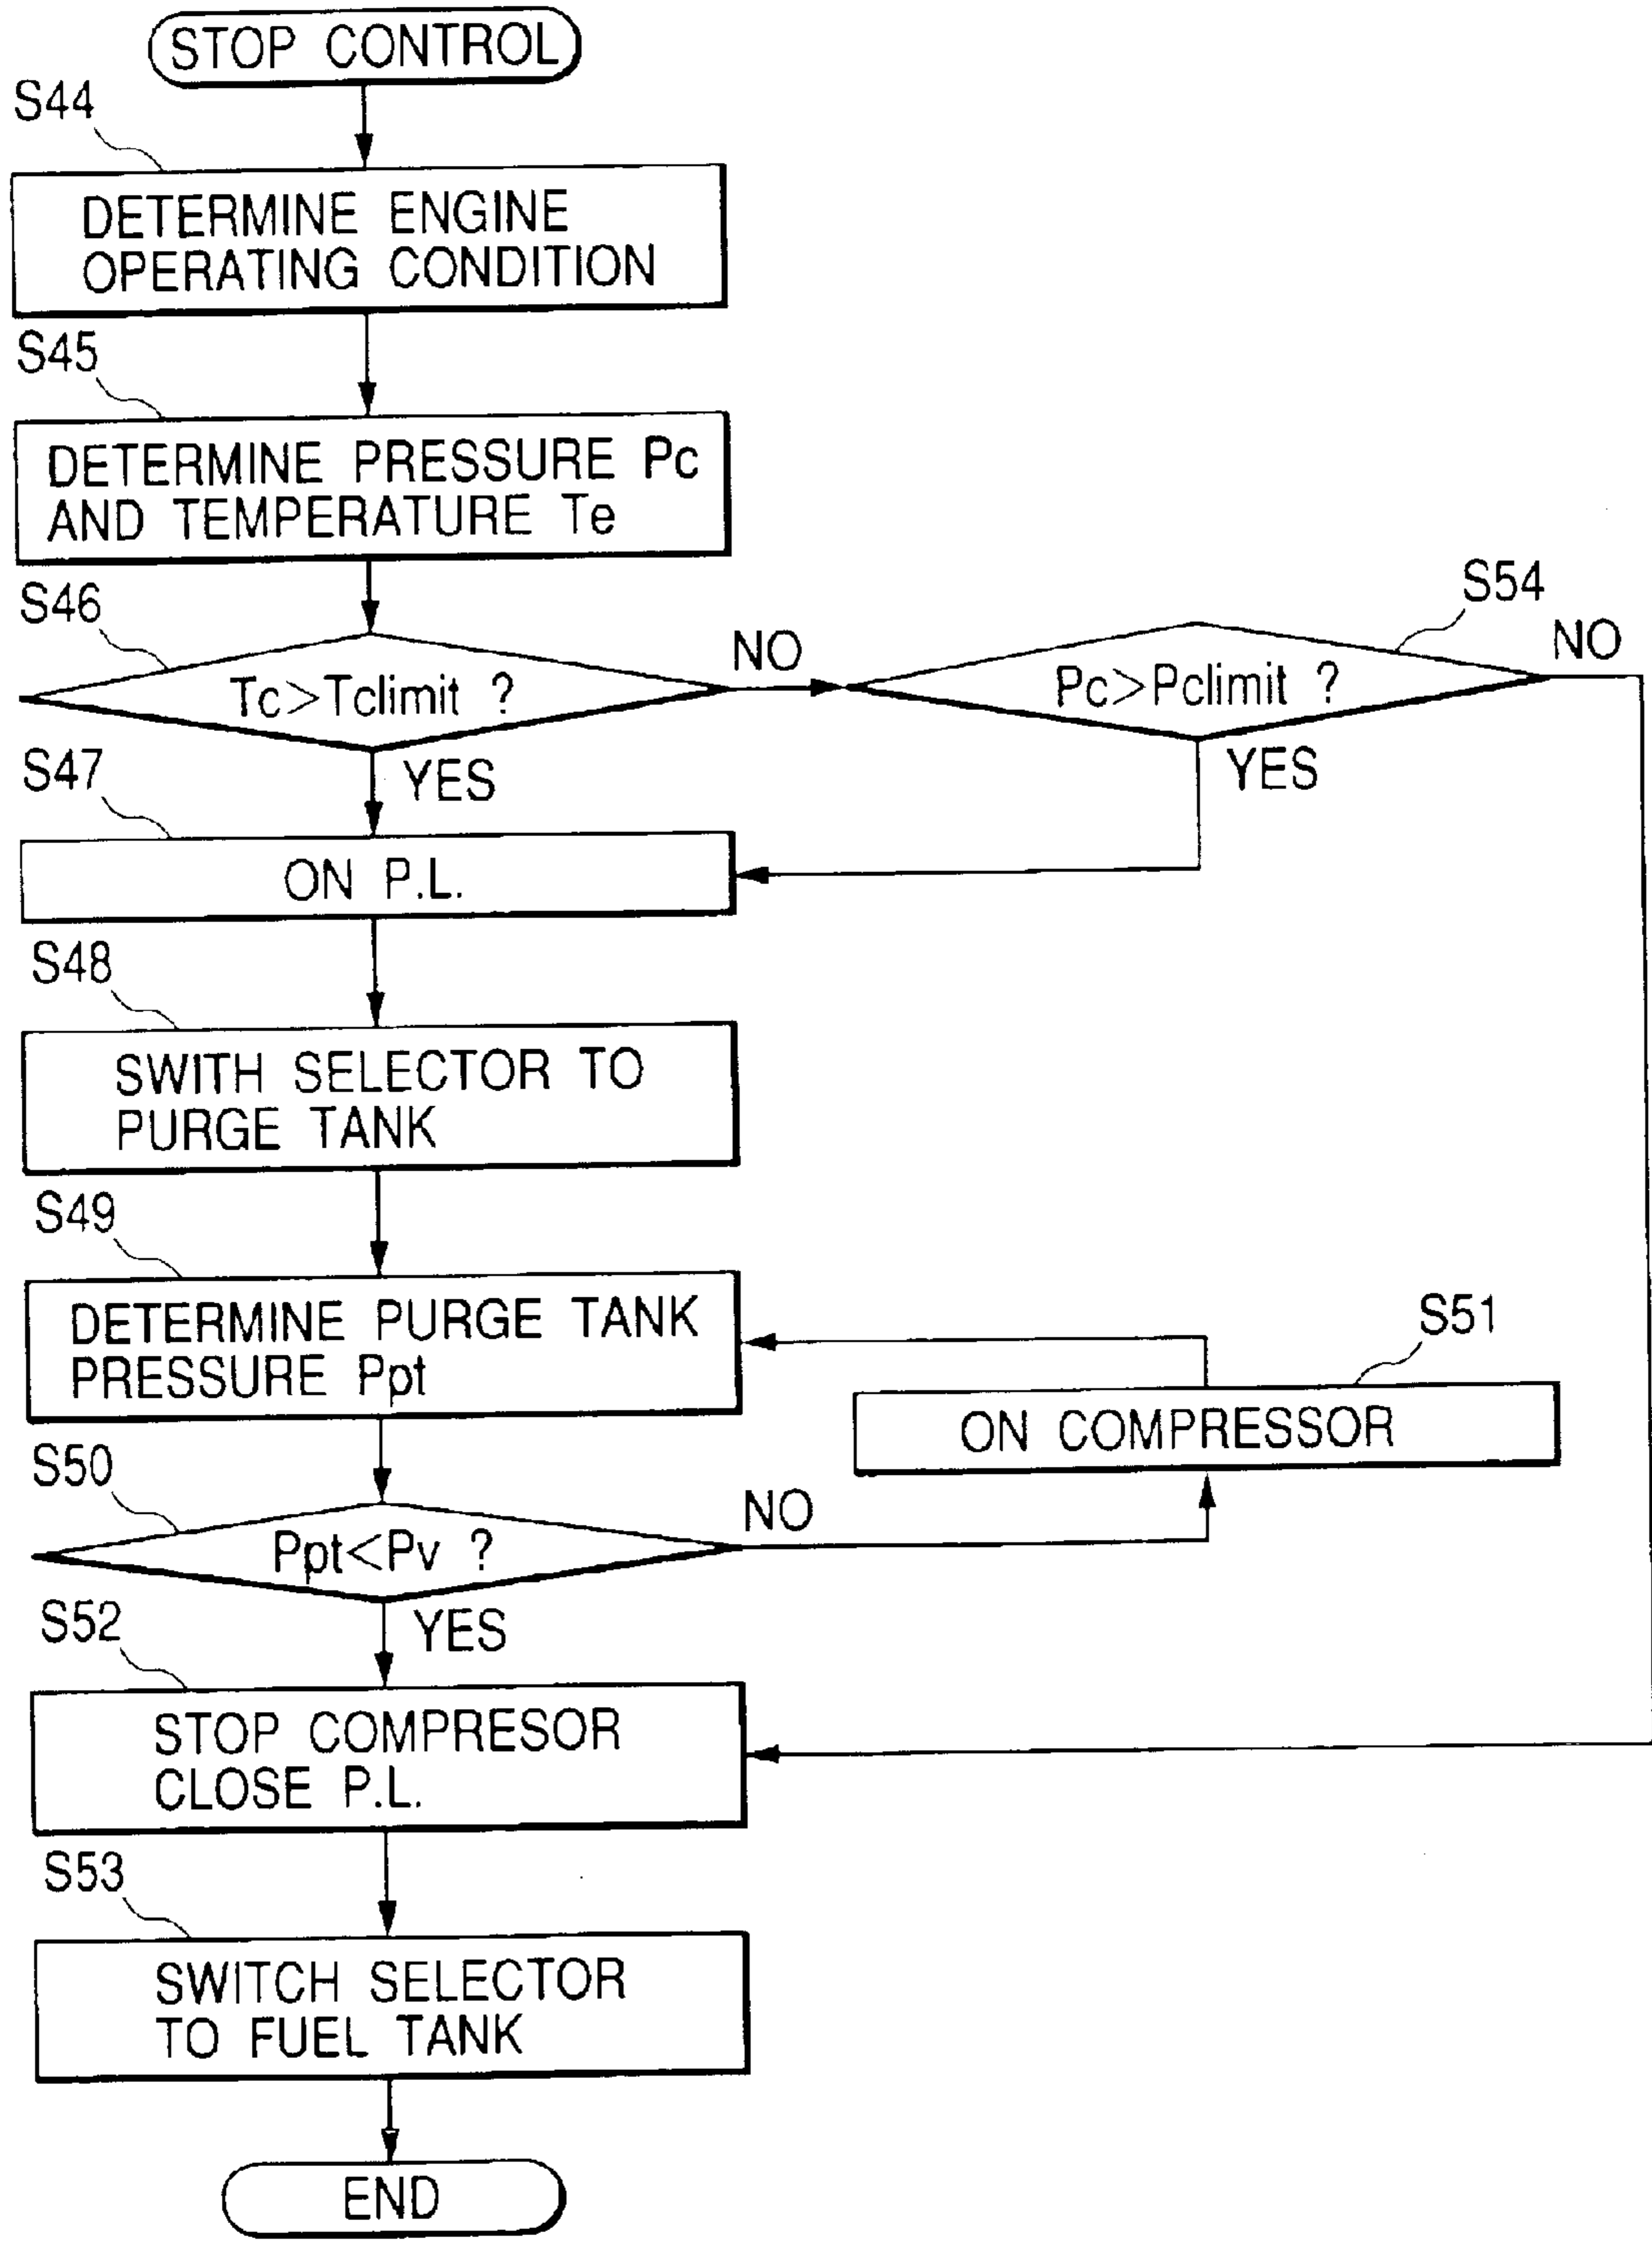 STOP CONTROL
S44
DETERMINE ENGINE
OPERATING CONDITION
S45
DETERMINE PRESSURE Pc
AND TEMPERATURE Te
S46
Tc>Tclimit ?
NO
S54
Pc>Pclimit ?
NO
YES
YES
S47
ON P.L.
S48
SWITH SELECTOR TO
PURGE TANK
S49
DETERMINE PURGE TANK
PRESSURE Ppt
S51
ON COMPRESSOR
S50
Ppt<Pv ?
NO
YES
S52
STOP COMPRESOR
CLOSE P.L.
S53
SWITCH SELECTOR
TO FUEL TANK
END